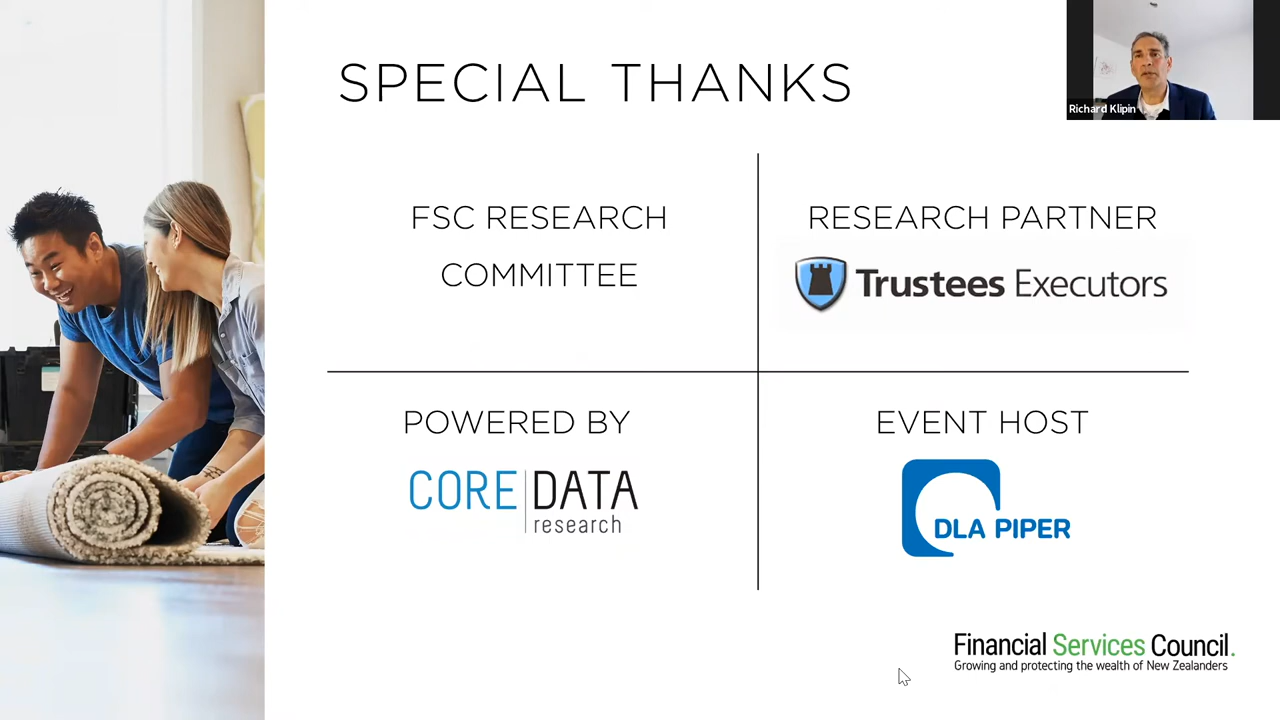 SPECIAL THANKS
Richard Klipin
FSC RESEARCH
COMMITTEE
RESEARCH PARTNER
Trustees Executors
POWERED BY
CORE DATA
research
EVENT HOST
DLA PIPER
Financial Services Council.
Growing and protecting the wealth of New Zealanders